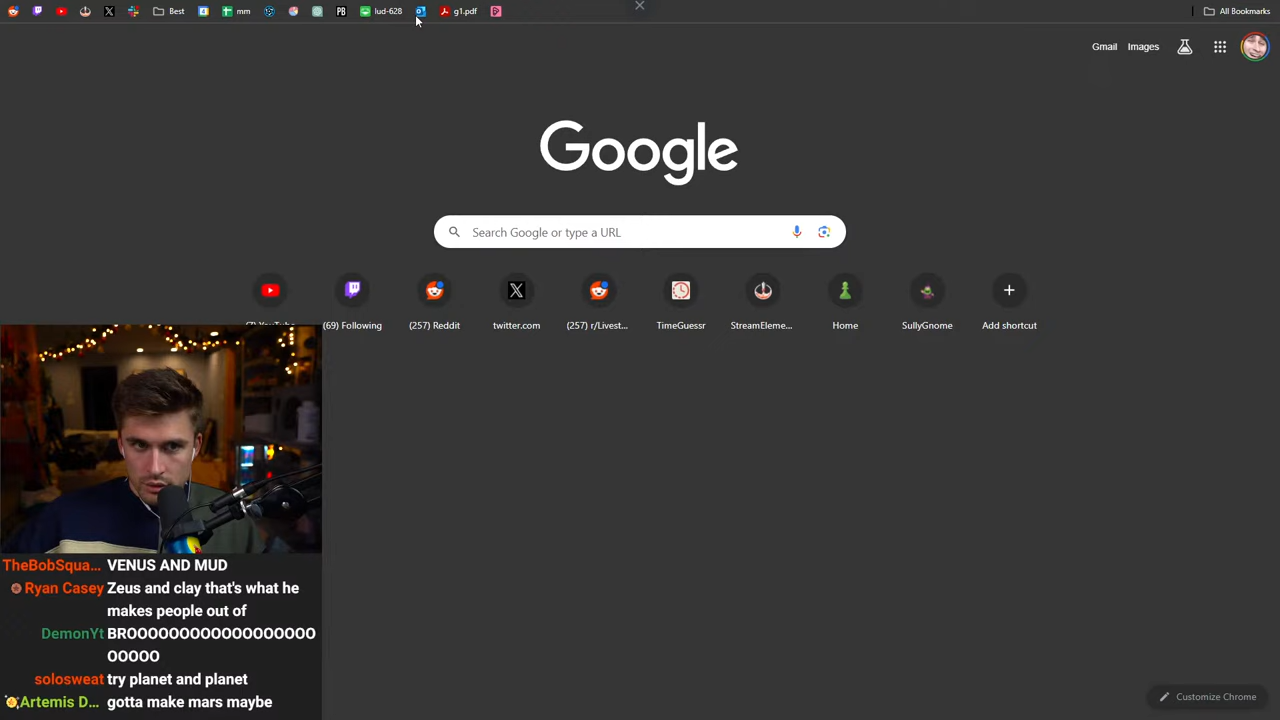 Best
mm
PB
lud-628
g1.pdf
All Bookmarks
Gmail
Images
Google
Search Google or type a URL
(7) YouTube
(69) Following
(257) Reddit
twitter.com
(257) r/Livest...
TimeGuessr
StreamEleme...
Home
SullyGnome
Add shortcut
TheBobSqua... VENUS AND MUD
Ryan Casey Zeus and clay that's what he
makes people out of
DemonYt BROOOOOOOOOOOOOOOOOO
OOOOO
solosweat try planet and planet
Artemis D... gotta make mars maybe
Customize Chrome